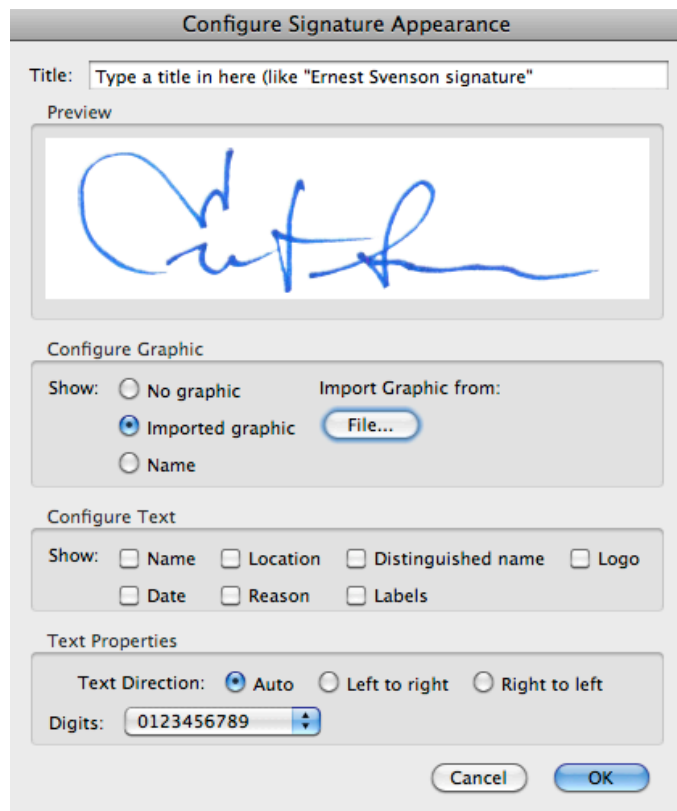 Configure Signature Appearance
Title: Type a title in here (like "Ernest Svenson signature"
Preview
Configure Graphic
Show: No graphic Import Graphic from:
Imported graphic File...
Name
Configure Text
Show: Name Location Distinguished name Logo
Date Reason Labels
Text Properties
Text Direction: Auto Left to right Right to left
Digits: 0123456789
Cancel OK